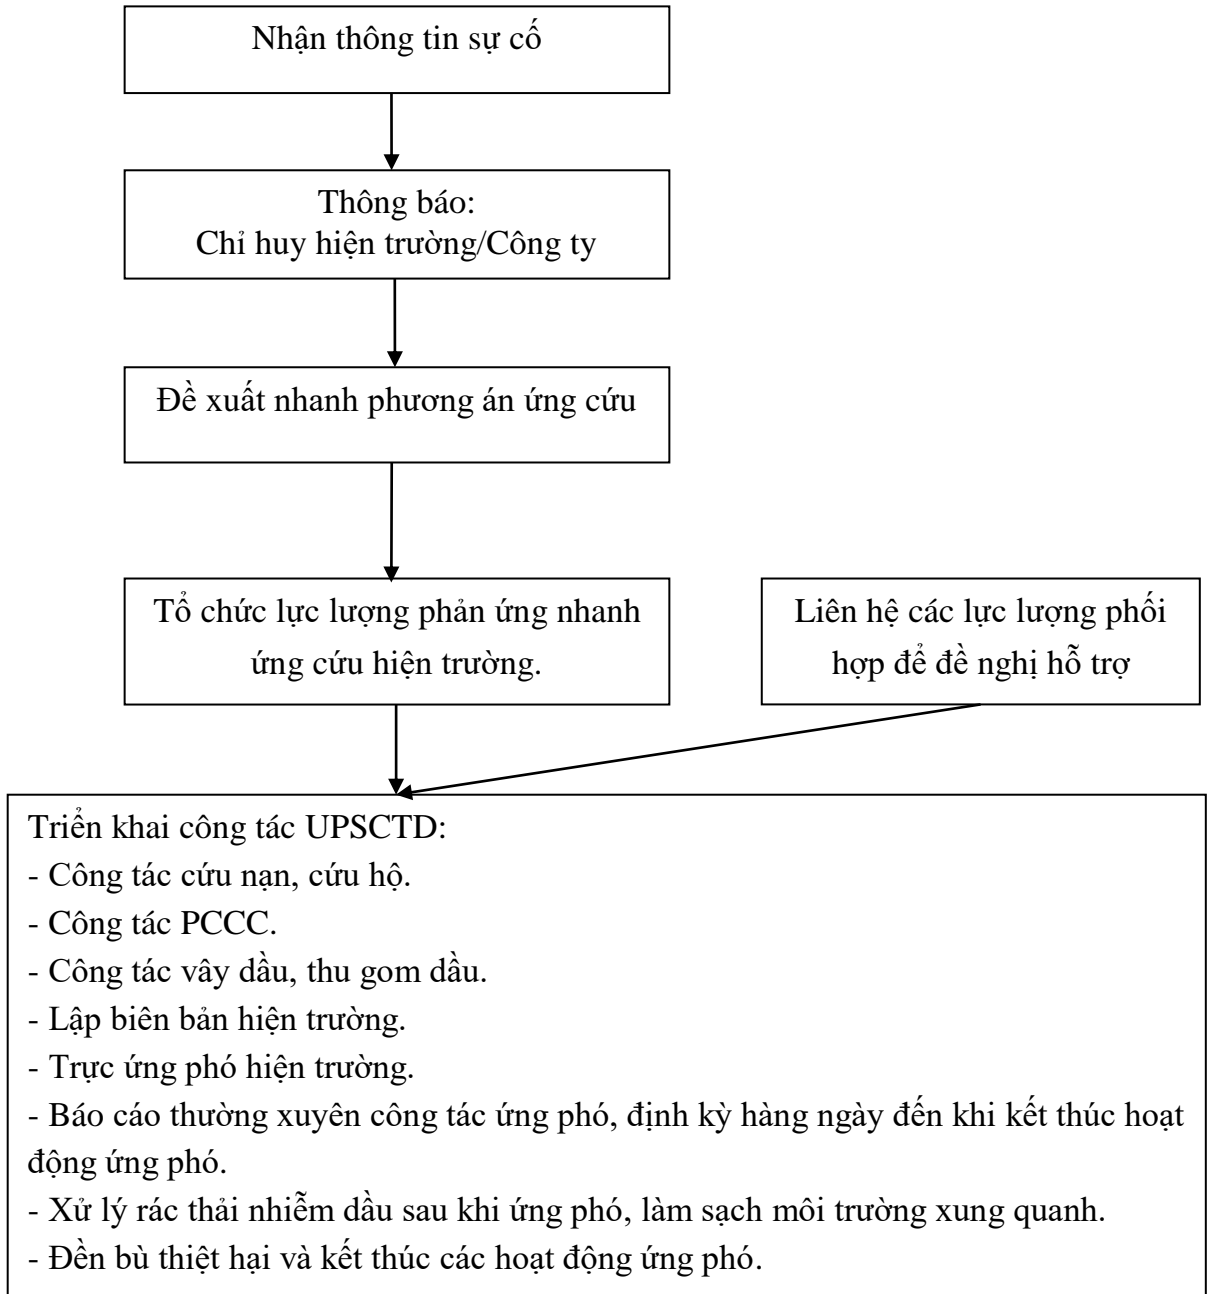 Nhận thông tin sự cố
Thông báo:
Chỉ huy hiện trường/Công ty
Đề xuất nhanh phương án ứng cứu
Tổ chức lực lượng phản ứng nhanh
ứng cứu hiện trường.
Liên hệ các lực lượng phối
hợp để đề nghị hỗ trợ
Triển khai công tác UPSCTD:
- Công tác cứu nạn, cứu hộ.
- Công tác PCCC.
- Công tác vây dầu, thu gom dầu.
- Lập biên bản hiện trường.
- Trực ứng phó hiện trường.
- Báo cáo thường xuyên công tác ứng phó, định kỳ hàng ngày đến khi kết thúc hoạt
động ứng phó.
- Xử lý rác thải nhiễm dầu sau khi ứng phó, làm sạch môi trường xung quanh.
- Đền bù thiệt hại và kết thúc các hoạt động ứng phó.